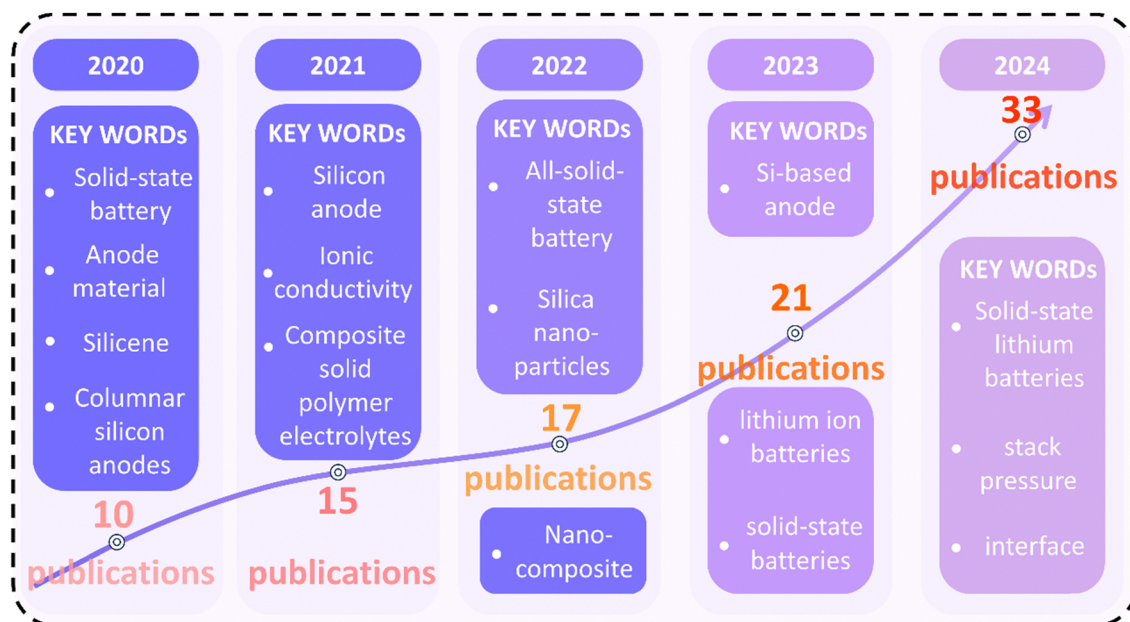 2020
KEY WORDs
Solid-state
battery
Anode
material
Silicene
Columnar
silicon
anodes
10
publications
2021
KEY WORDs
Silicon
anode
Ionic
conductivity
Composite
solid
polymer
electrolytes
15
publications
2022
KEY WORDs
All-solid-
state
battery
Silica
nano-
particles
17
publications
Nano-
composite
2023
KEY WORDs
Si-based
anode
21
publications
lithium ion
batteries
solid-state
batteries
2024
33
publications
KEY WORDs
Solid-state
lithium
batteries
stack
pressure
interface